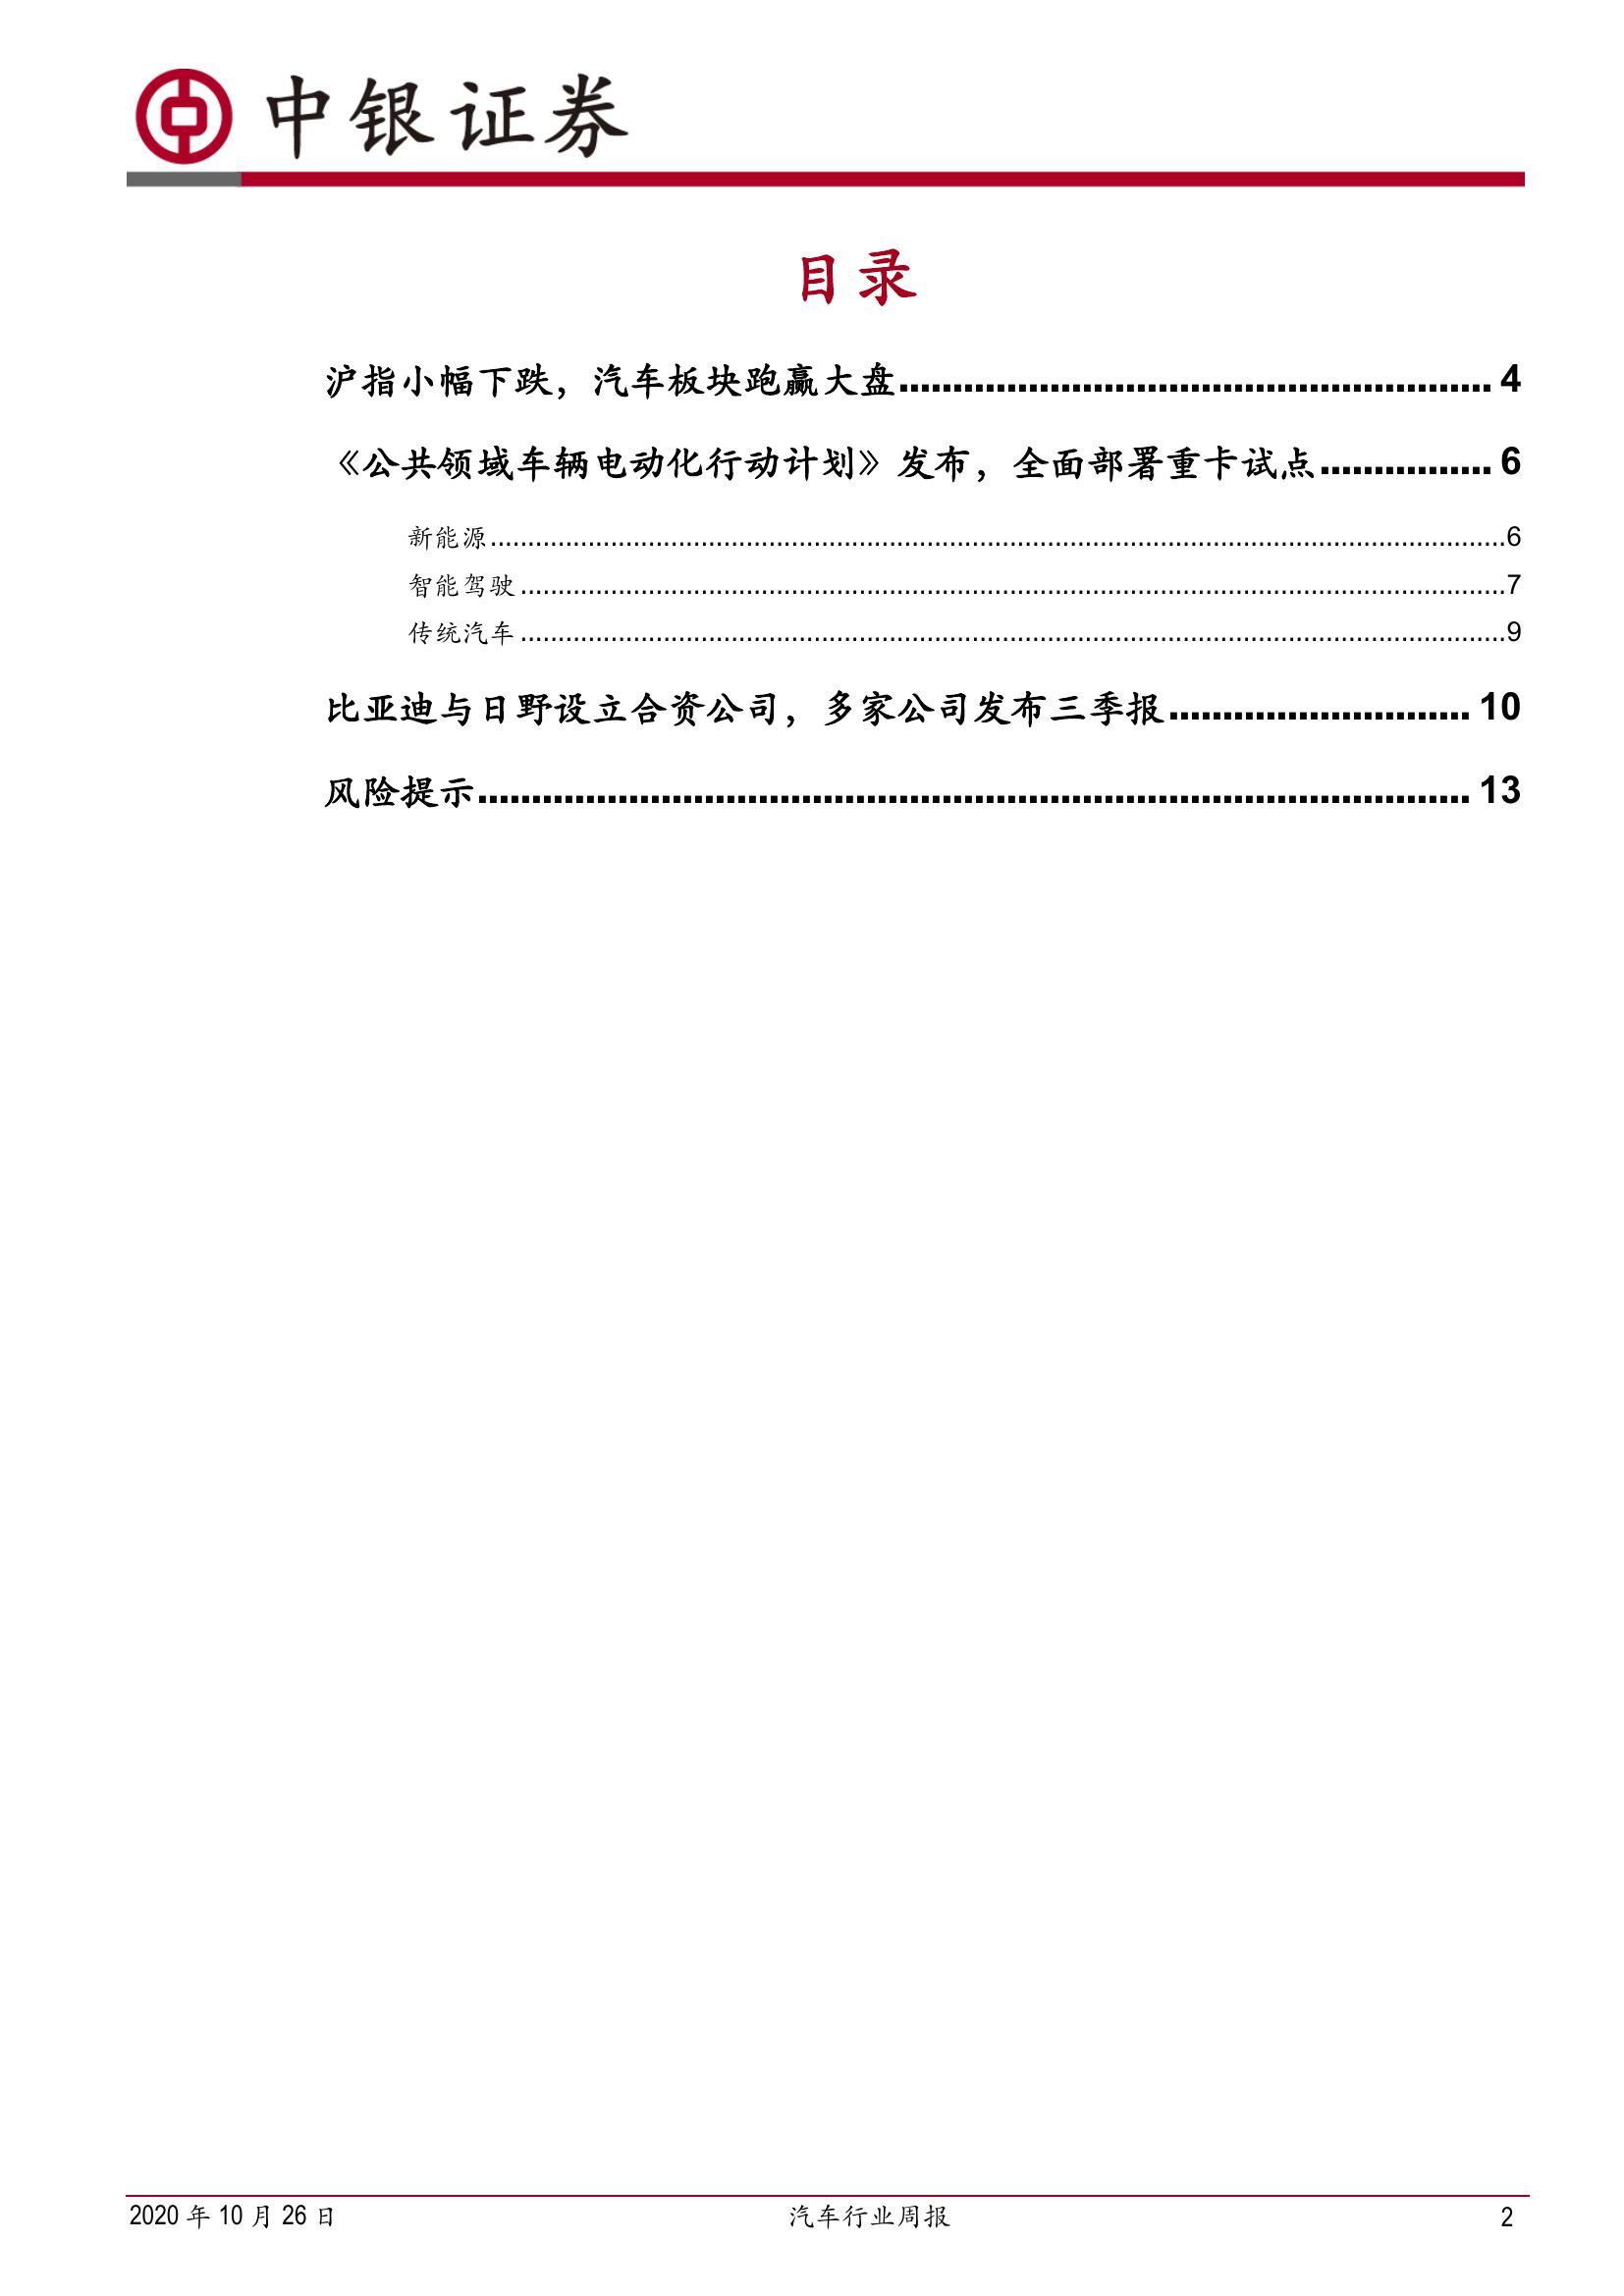 中银证券
目录
沪指小幅下跌，汽车板块跑赢大盘....................................................... 4
《公共领域车辆电动化行动计划》发布，全面部署重卡试点................ 6
新能源.......................................................................................................................................6
智能驾驶...................................................................................................................................7
传统汽车...................................................................................................................................9
比亚迪与日野设立合资公司，多家公司发布三季报............................ 10
风险提示............................................................................................ 13
2020 年 10 月 26 日 汽车行业周报 2